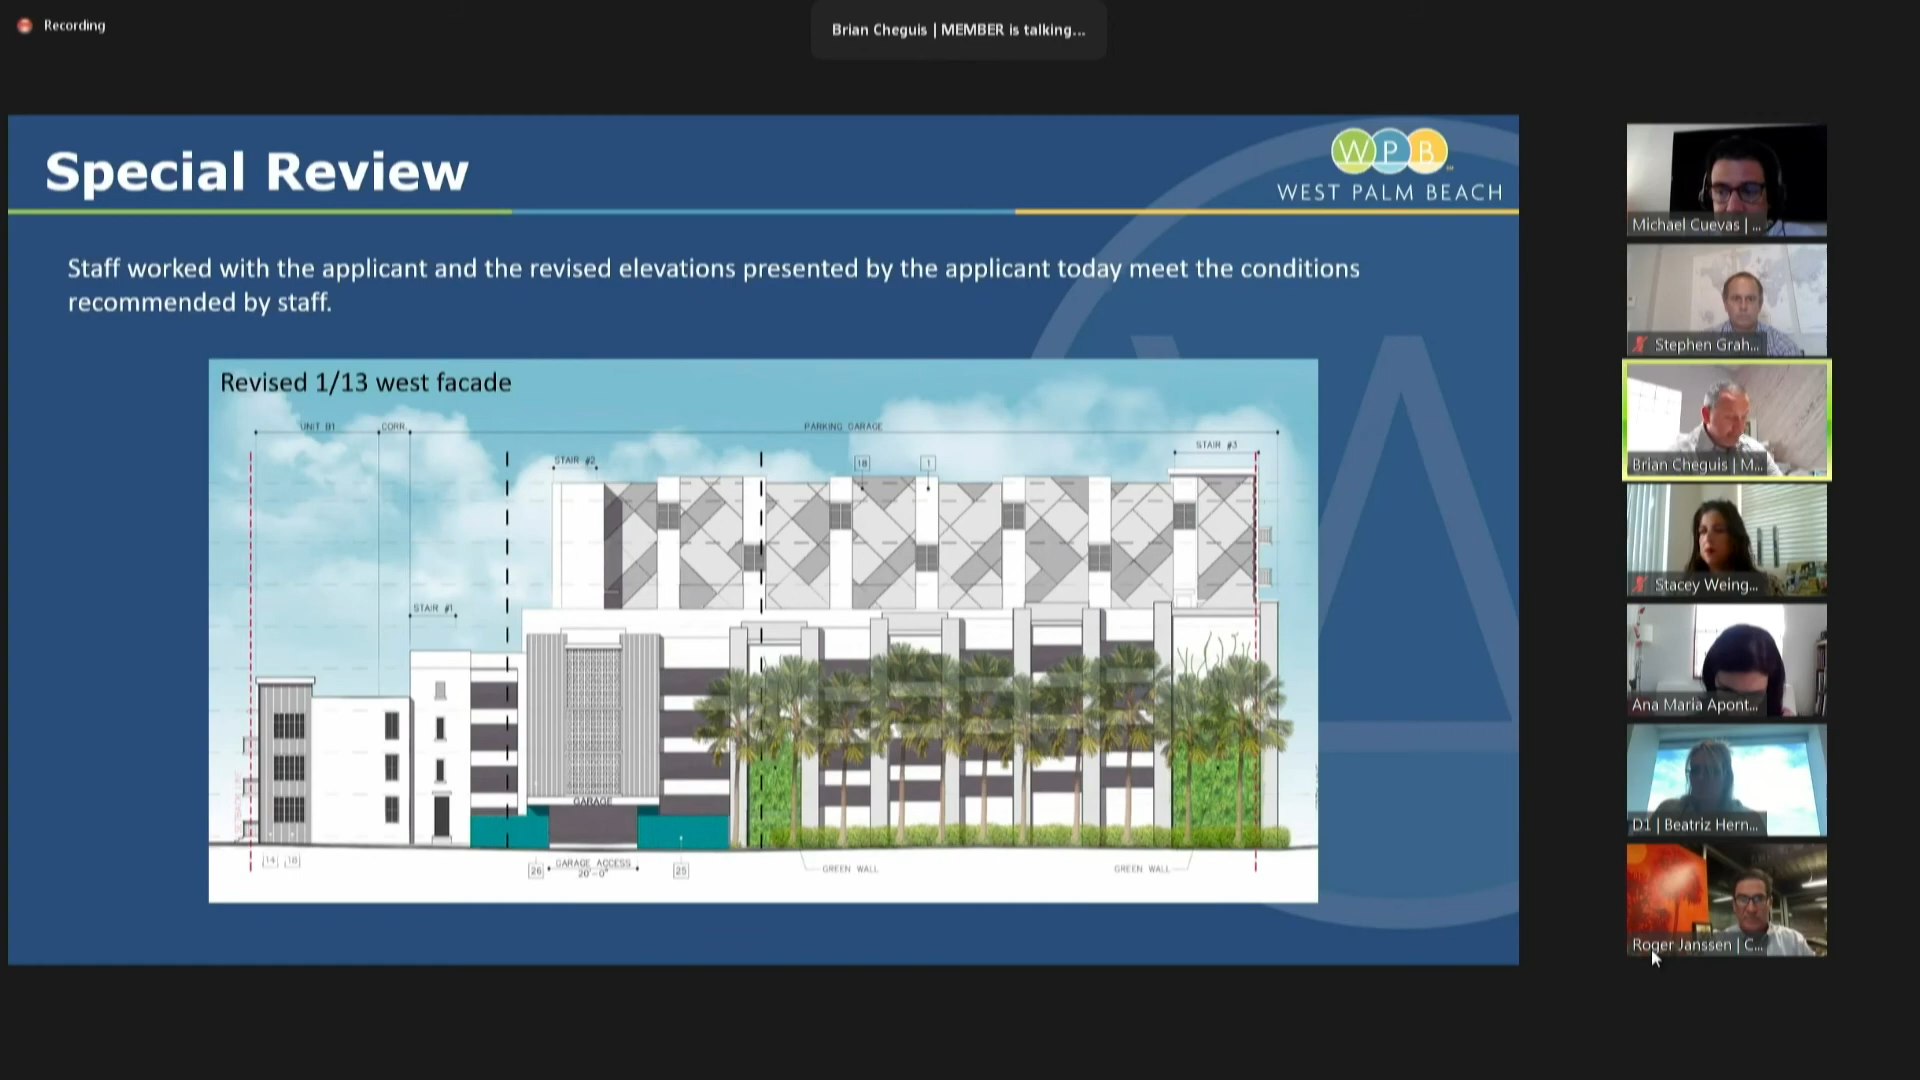 Recording
Brian Cheguis | MEMBER is talking...
Special Review
WPB
WEST PALM BEACH
Staff worked with the applicant and the revised elevations presented by the applicant today meet the conditions
recommended by staff.
Revised 1/13 west facade
UNIT B1
CORR.
PARKING GARAGE
STAIR #3
STAIR #2
18
1
STAIR #1
GARAGE
14
18
26
GARAGE ACCESS
20'-0"
25
GREEN WALL
GREEN WALL
Michael Cuevas | ...
Stephen Grah...
Brian Cheguis | M...
Stacey Weing...
Ana Maria Apont...
D1 | Beatriz Hern...
Roger Janssen | C...